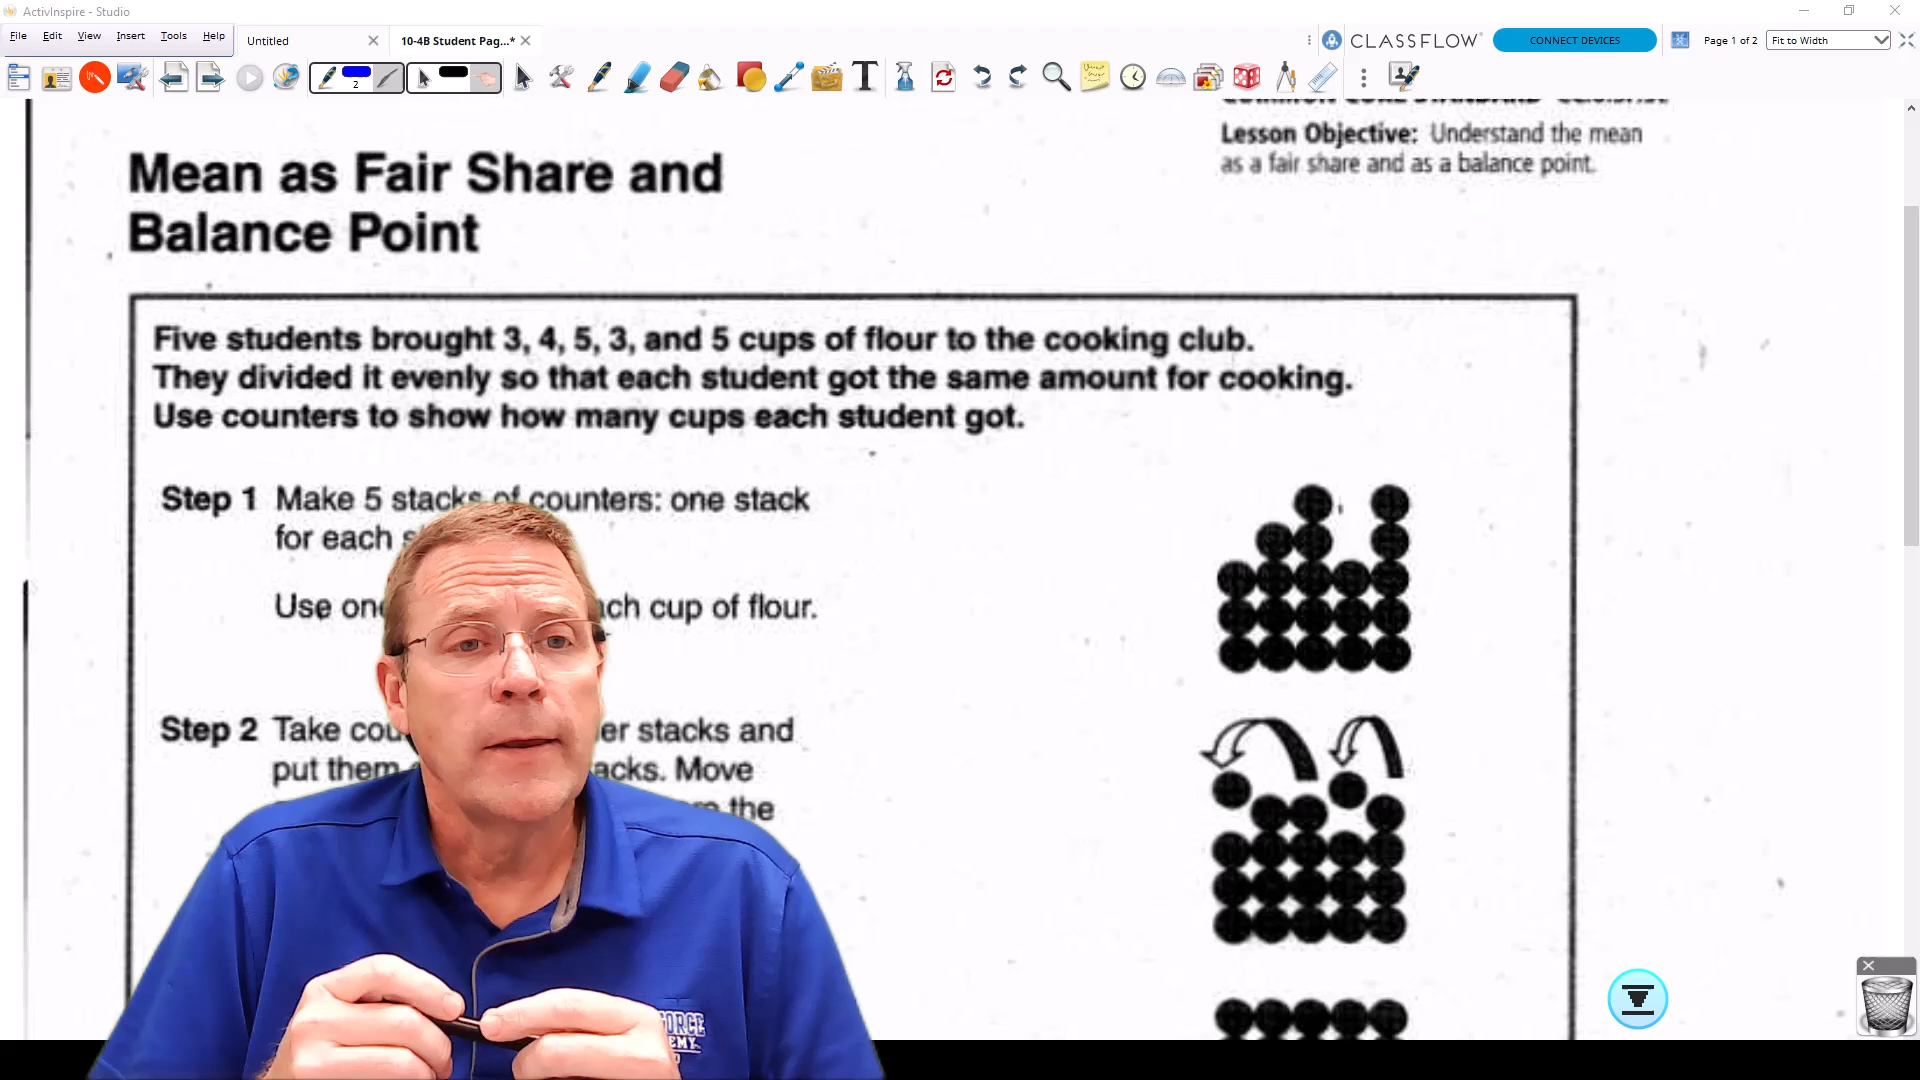 ActivInspire - Studio
File Edit View Insert Tools Help
Untitled
10-4B Student Pag...*
CLASSFLOW
CONNECT DEVICES
Page 1 of 2
Fit to Width
2
Lesson Objective: Understand the mean
as a fair share and as a balance point.
Mean as Fair Share and
Balance Point
Five students brought 3, 4, 5, 3, and 5 cups of flour to the cooking club.
They divided it evenly so that each student got the same amount for cooking.
Use counters to show how many cups each student got.
Step 1 Make 5 stacks of counters: one stack
for each
Use one cup of flour.
Step 2 Take stacks and
put them Move
the